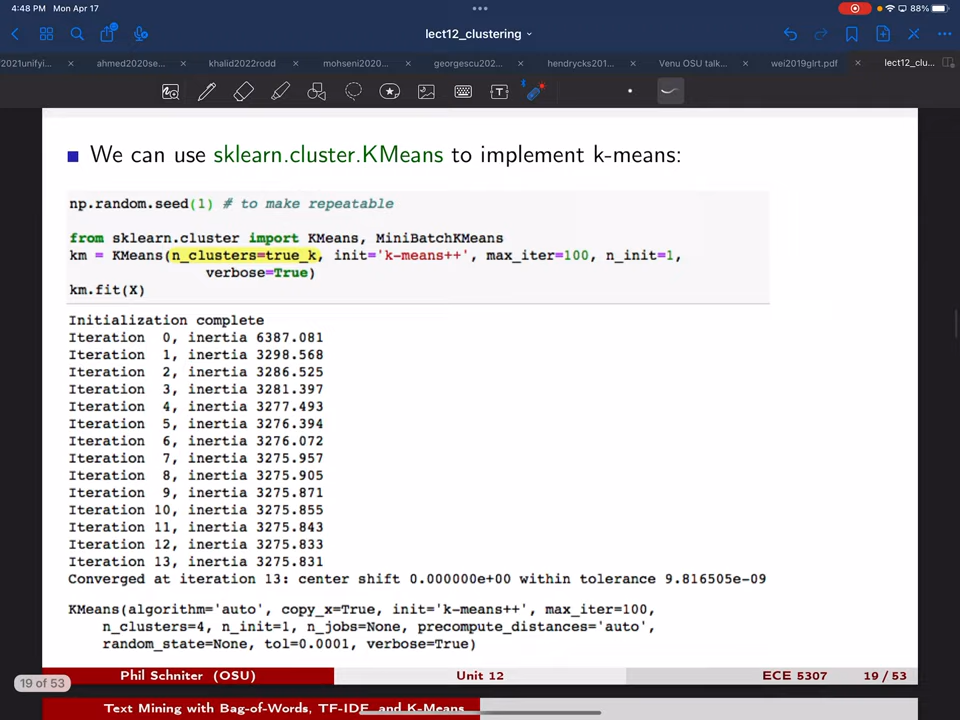 4:48 PM Mon Apr 17
88%
lect12_clustering
2021unifyi...
ahmed2020se...
khalid2022rodd
mohseni2020...
georgescu202...
hendrycks201...
Venu OSU talk...
wei2019glrt.pdf
lect12_clu...
We can use sklearn.cluster.KMeans to implement k-means:
np.random.seed(1) # to make repeatable
from sklearn.cluster import KMeans, MiniBatchKMeans
km = KMeans(n_clusters=true_k, init='k-means++', max_iter=100, n_init=1,
verbose=True)
km.fit(X)
Initialization complete
Iteration 0, inertia 6387.081
Iteration 1, inertia 3298.568
Iteration 2, inertia 3286.525
Iteration 3, inertia 3281.397
Iteration 4, inertia 3277.493
Iteration 5, inertia 3276.394
Iteration 6, inertia 3276.072
Iteration 7, inertia 3275.957
Iteration 8, inertia 3275.905
Iteration 9, inertia 3275.871
Iteration 10, inertia 3275.855
Iteration 11, inertia 3275.843
Iteration 12, inertia 3275.833
Iteration 13, inertia 3275.831
Converged at iteration 13: center shift 0.000000e+00 within tolerance 9.816505e-09
KMeans(algorithm='auto', copy_x=True, init='k-means++', max_iter=100,
n_clusters=4, n_init=1, n_jobs=None, precompute_distances='auto',
random_state=None, tol=0.0001, verbose=True)
Phil Schniter (OSU)
Unit 12
ECE 5307
19 / 53
19 of 53
Text Mining with Bag-of-Words, TF-IDF, and K-Means